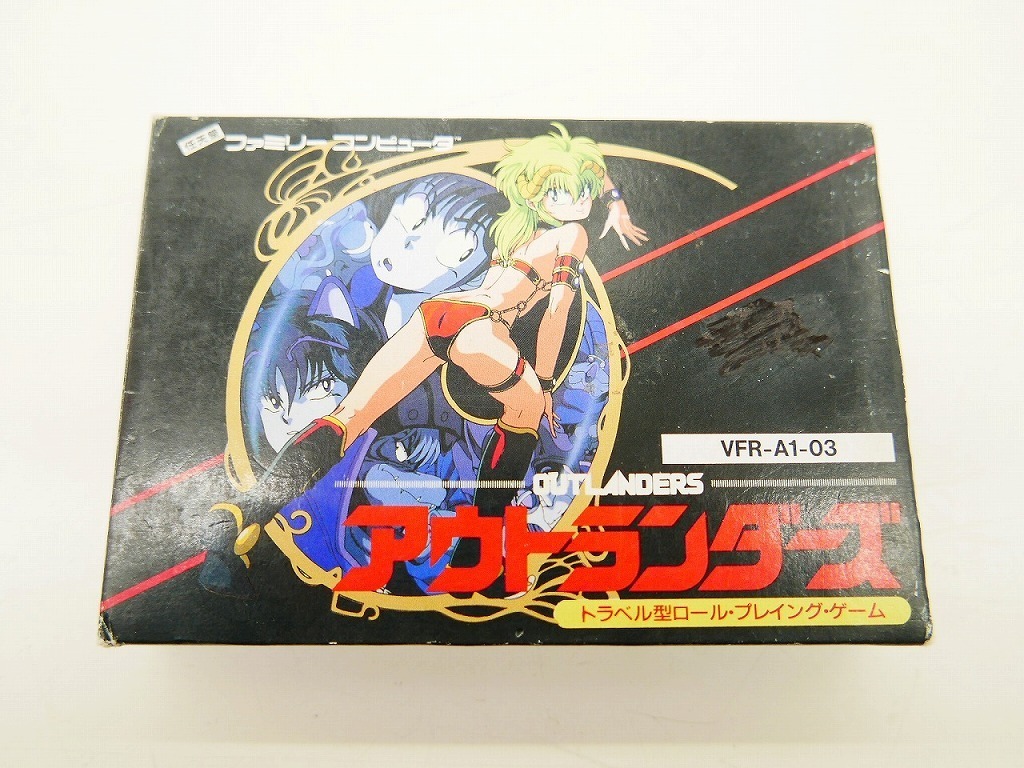 任天堂
ファミリーコンピュータ™
VFR-A1-03
OUTLANDERS
アウトランダーズ
トラベル型ロール・プレイング・ゲーム